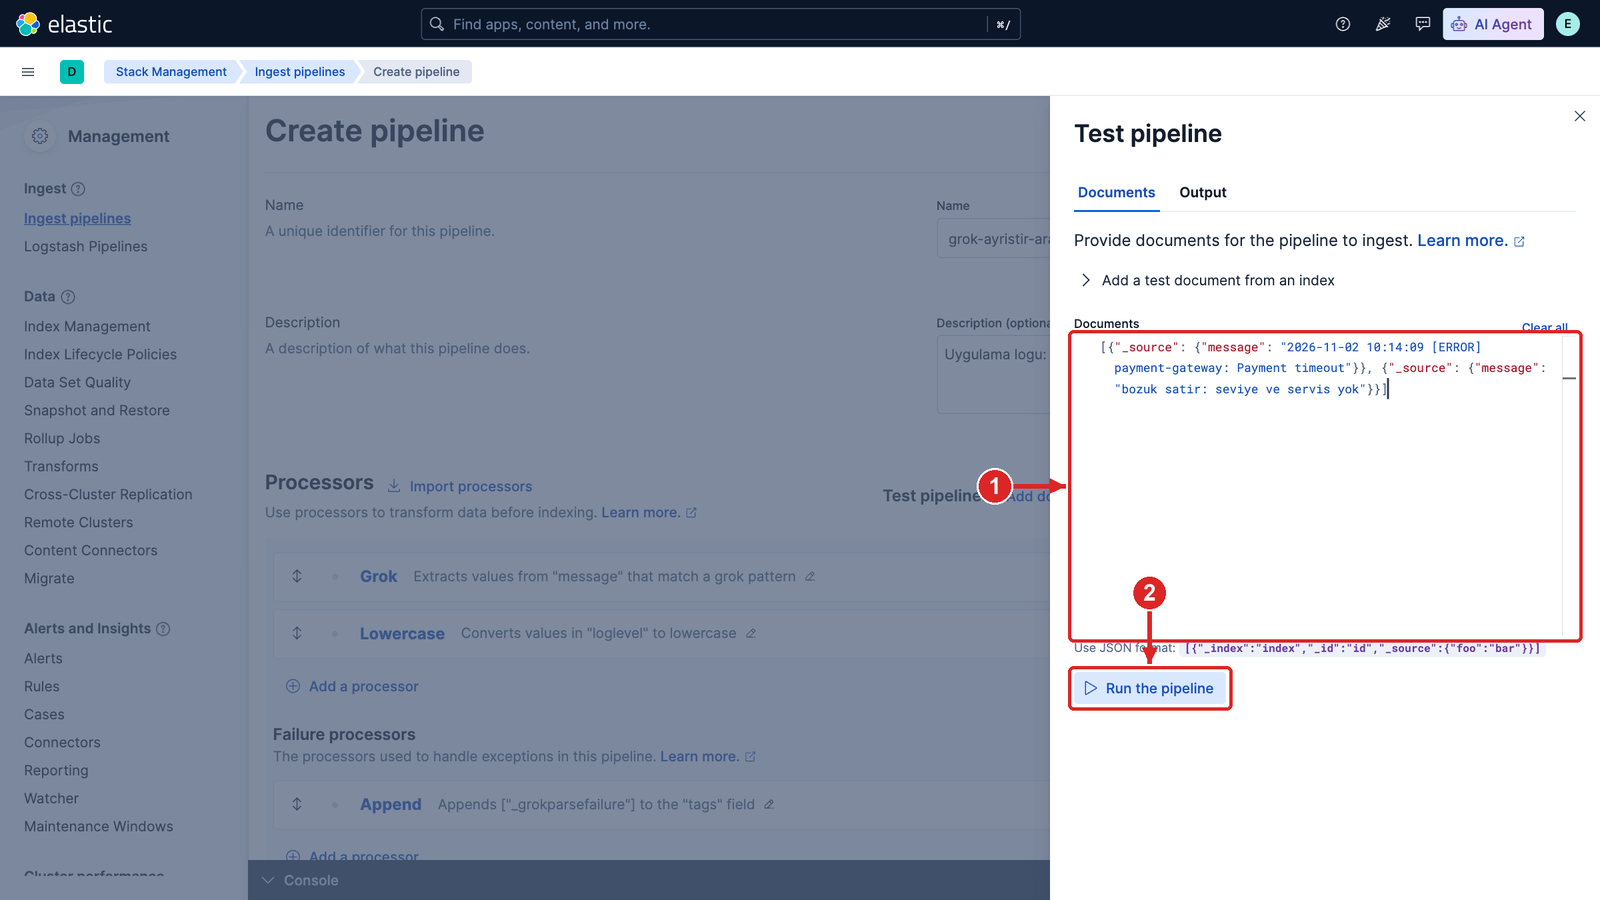 elastic
Find apps, content, and more.
⌘/
AI Agent
E
D
Stack Management
Ingest pipelines
Create pipeline
Management
Ingest
Ingest pipelines
Logstash Pipelines
Data
Index Management
Index Lifecycle Policies
Data Set Quality
Snapshot and Restore
Rollup Jobs
Transforms
Cross-Cluster Replication
Remote Clusters
Content Connectors
Migrate
Alerts and Insights
Alerts
Rules
Cases
Connectors
Reporting
Watcher
Maintenance Windows
Cluster performance
Create pipeline
Name
A unique identifier for this pipeline.
Name
grok-ayristir-ara
Description
A description of what this pipeline does.
Description (optiona
Uygulama logu:
Processors
Import processors
Use processors to transform data before indexing. Learn more.
Test pipeline
Add do
Grok
Extracts values from "message" that match a grok pattern
Lowercase
Converts values in "loglevel" to lowercase
Add a processor
Failure processors
The processors used to handle exceptions in this pipeline. Learn more.
Append
Appends ["_grokparsefailure"] to the "tags" field
Add a processor
Console
Test pipeline
Documents
Output
Provide documents for the pipeline to ingest. Learn more.
Add a test document from an index
Documents
Clear all
[{"_source": {"message": "2026-11-02 10:14:09 [ERROR]
payment-gateway: Payment timeout"}}, {"_source": {"message":
"bozuk satir: seviye ve servis yok"}}]
1
2
Use JSON format: [{"_index":"index","_id":"id","_source":{"foo":"bar"}}]
Run the pipeline